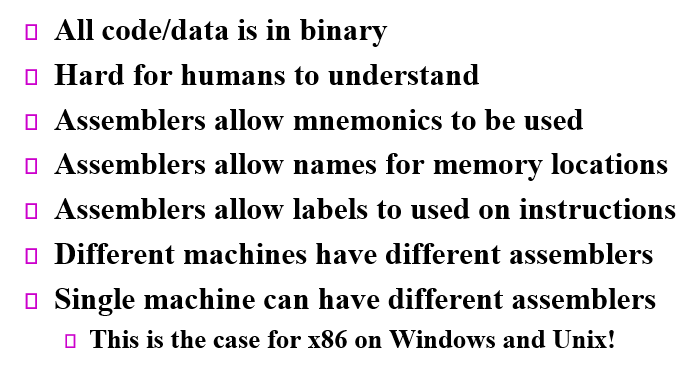 All code/data is in binary
Hard for humans to understand
Assemblers allow mnemonics to be used
Assemblers allow names for memory locations
Assemblers allow labels to used on instructions
Different machines have different assemblers
Single machine can have different assemblers
This is the case for x86 on Windows and Unix!